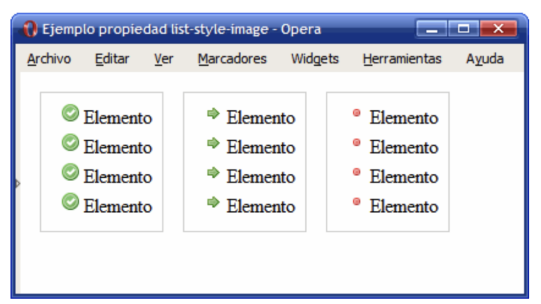 Ejemplo propiedad list-style-image - Opera
Archivo Editar Ver Marcadores Widgets Herramientas Ayuda
Elemento Elemento Elemento
Elemento Elemento Elemento
Elemento Elemento Elemento
Elemento Elemento Elemento